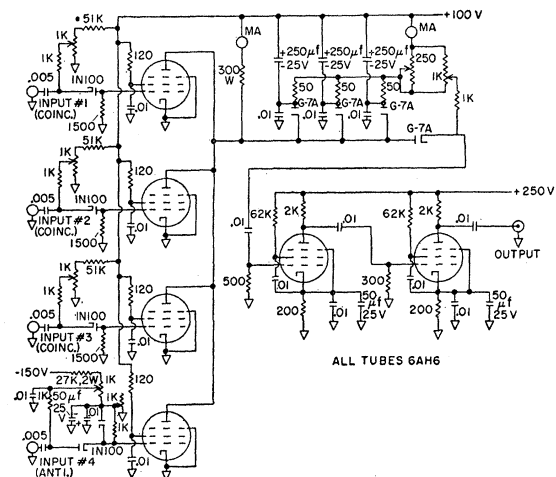 51K
+100 V
MA
MA
1K
1K
120
.005
1N100
INPUT #1
(COINC.)
1500
.01
300
W
+250μf
-25V
+250μf
-25V
+250μf
-25V
250
1K
50
50
50
G-7A
G-7A
G-7A
.01
.01
.01
1K
G-7A
51K
1K
1K
120
.005
1N100
INPUT #2
(COINC.)
1500
.01
+250V
.01
62K
2K
.01
62K
2K
.01
OUTPUT
500
.01
300
.01
200
.01
50
μf
25V
200
.01
50
μf
25V
51K
1K
1K
120
.005
1N100
INPUT #3
(COINC.)
1500
.01
ALL TUBES 6AH6
-150V
27K,2W
1K
1K
120
.01
1K
50μf
25
V
.01
1K
.005
1N100
INPUT #4
(ANTI.)
.01